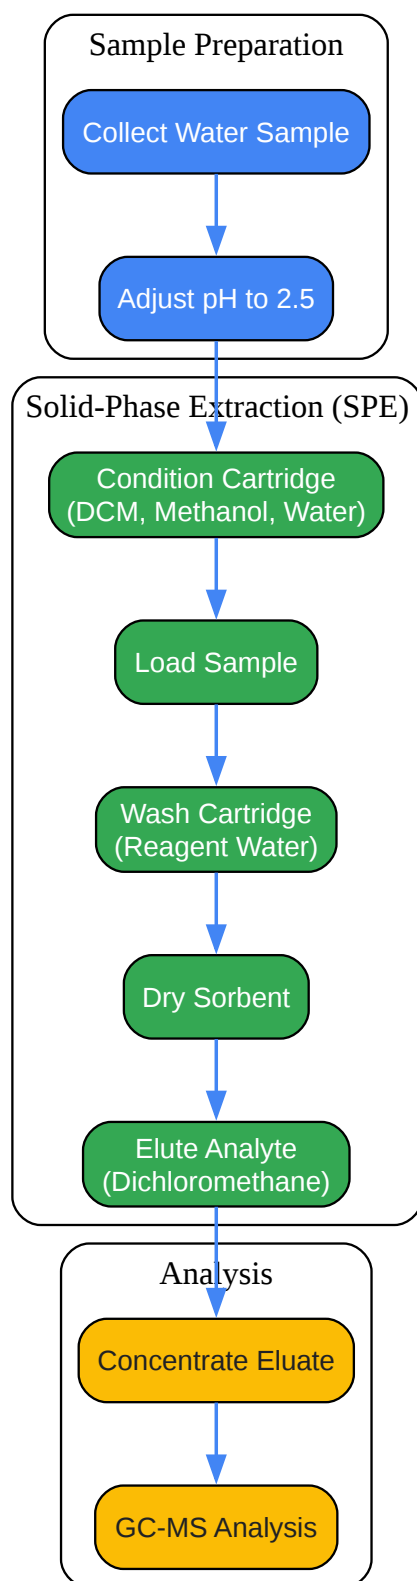 Sample Preparation
Collect Water Sample
Adjust pH to 2.5
Solid-Phase Extraction (SPE)
Condition Cartridge
(DCM, Methanol, Water)
Load Sample
Wash Cartridge
(Reagent Water)
Dry Sorbent
Elute Analyte
(Dichloromethane)
Analysis
Concentrate Eluate
GC-MS Analysis